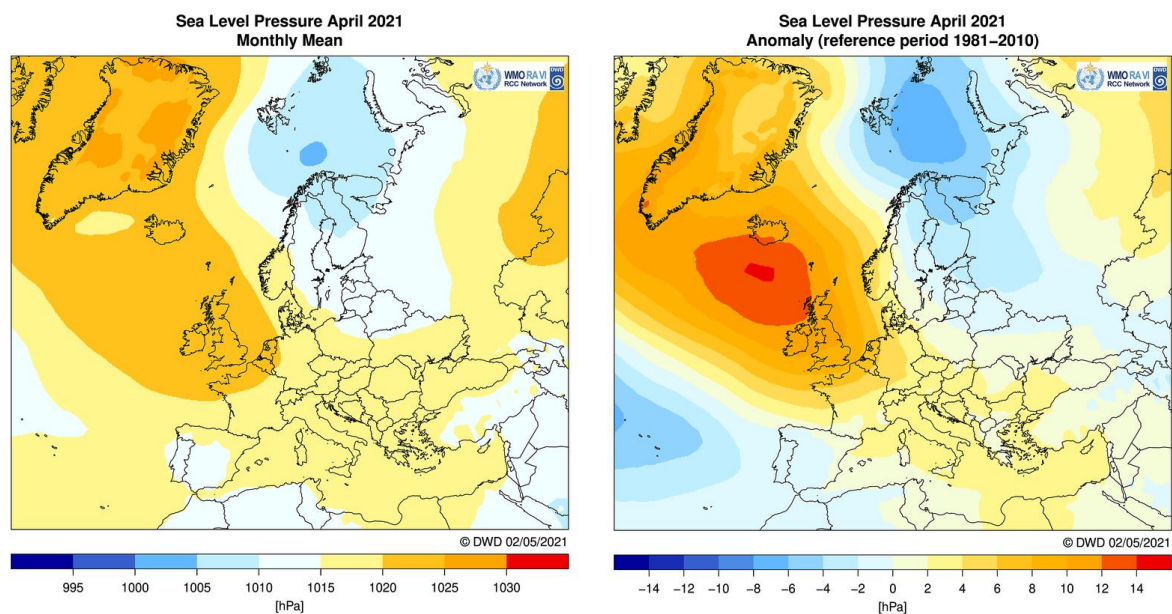 Sea Level Pressure April 2021
Monthly Mean
WMO RA VI
RCC Network
DWD
© DWD 02/05/2021
995 1000 1005 1010 1015 1020 1025 1030
[hPa]
Sea Level Pressure April 2021
Anomaly (reference period 1981−2010)
WMO RA VI
RCC Network
DWD
© DWD 02/05/2021
−14 −12 −10 −8 −6 −4 −2 0 2 4 6 8 10 12 14
[hPa]